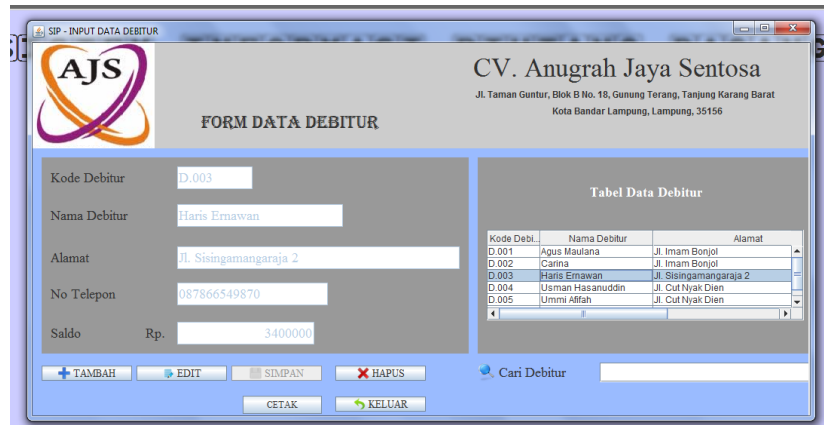 SIP - INPUT DATA DEBITUR
AJS
CV. Anugrah Jaya Sentosa
Jl. Taman Guntur, Blok B No. 18, Gunung Terang, Tanjung Karang Barat
Kota Bandar Lampung, Lampung, 35156
FORM DATA DEBITUR
Kode Debitur D.003
Nama Debitur Haris Ernawan
Alamat Jl. Sisingamangaraja 2
No Telepon 087866549870
Saldo Rp. 3400000
TAMBAH EDIT SIMPAN HAPUS
CETAK KELUAR
Tabel Data Debitur
Kode Debi... Nama Debitur Alamat
D.001 Agus Maulana Jl. Imam Bonjol
D.002 Carina Jl. Imam Bonjol
D.003 Haris Ernawan Jl. Sisingamangaraja 2
D.004 Usman Hasanuddin Jl. Cut Nyak Dien
D.005 Ummi Afifah Jl. Cut Nyak Dien
Cari Debitur